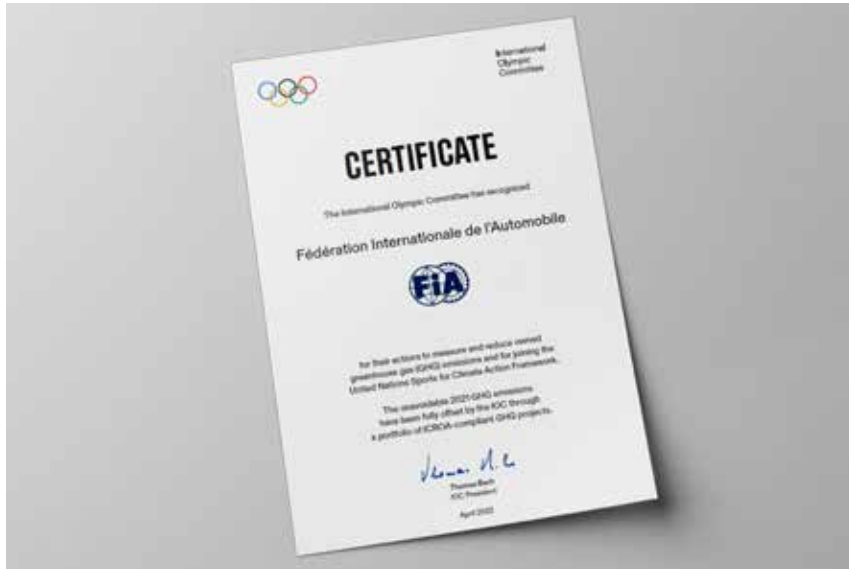 International
Olympic
Committee
CERTIFICATE
The International Olympic Committee has recognized
Fédération Internationale de l'Automobile
FiA
for their actions to measure and reduce owned
greenhouse gas (GHG) emissions and for joining the
United Nations Sports for Climate Action Framework.
The unavoidable 2021 GHG emissions
have been fully offset by the IOC through
a portfolio of ICROA-compliant GHG projects.
Thomas Bach
IOC President
April 2022